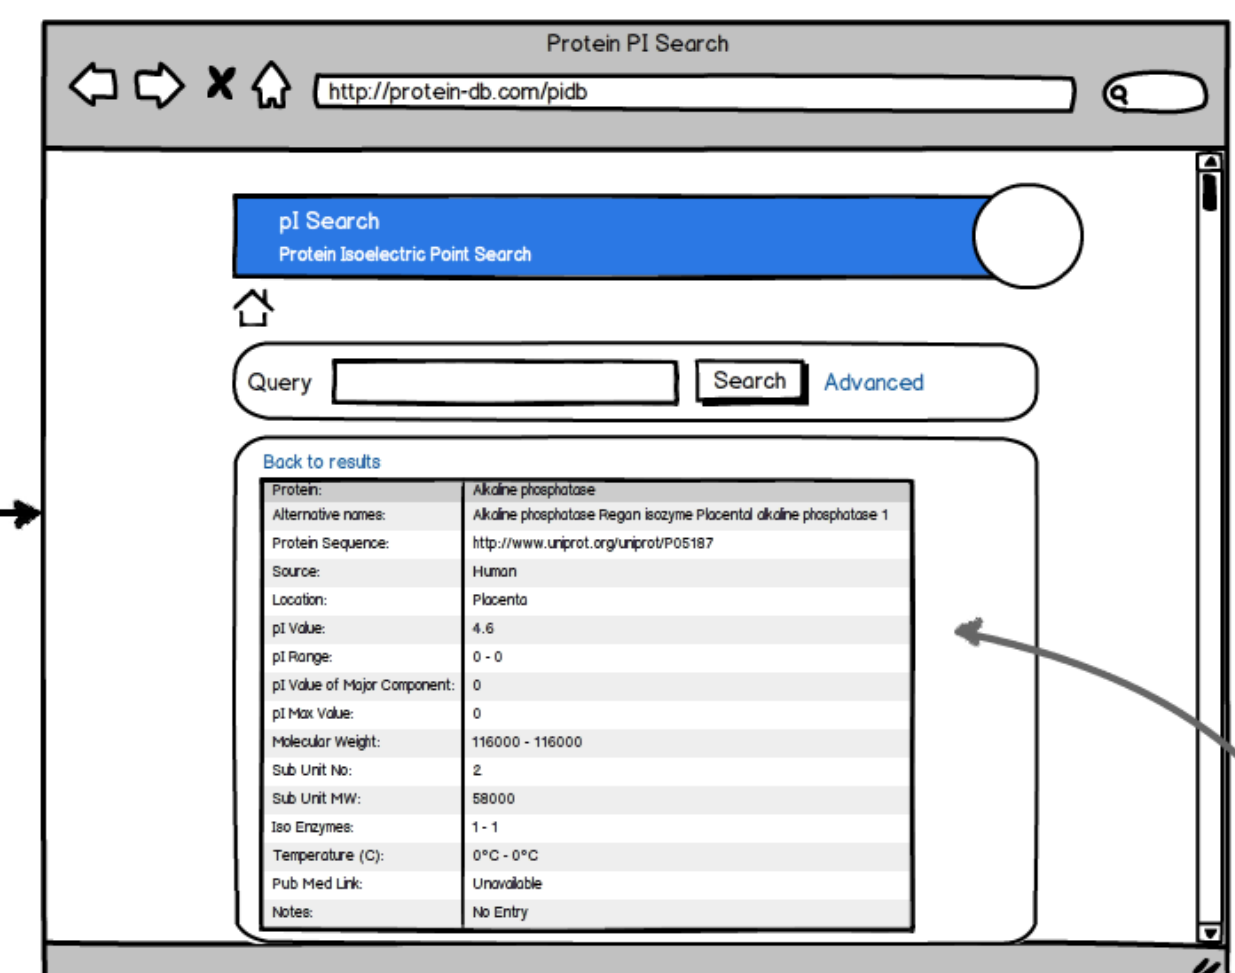 Protein PI Search
http://protein-db.com/pidb
pI Search
Protein Isoelectric Point Search
Query Search Advanced
Back to results
Protein: Alkaline phosphatase
Alternative names: Alkaline phosphatase Regan isozyme Placental alkaline phosphatase 1
Protein Sequence: http://www.uniprot.org/uniprot/P05187
Source: Human
Location: Placenta
pI Value: 4.6
pI Range: 0 - 0
pI Value of Major Component: 0
pI Max Value: 0
Molecular Weight: 116000 - 116000
Sub Unit No: 2
Sub Unit MW: 58000
Iso Enzymes: 1 - 1
Temperature (C): 0°C - 0°C
Pub Med Link: Unavailable
Notes: No Entry